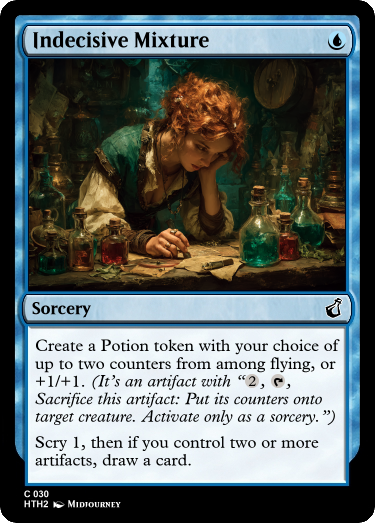 Indecisive Mixture
Sorcery
Create a Potion token with your choice of
up to two counters from among flying, or
+1/+1. (It's an artifact with “2, T,
Sacrifice this artifact: Put its counters onto
target creature. Activate only as a sorcery.”)
Scry 1, then if you control two or more
artifacts, draw a card.
C 030
HTH2 Midjourney